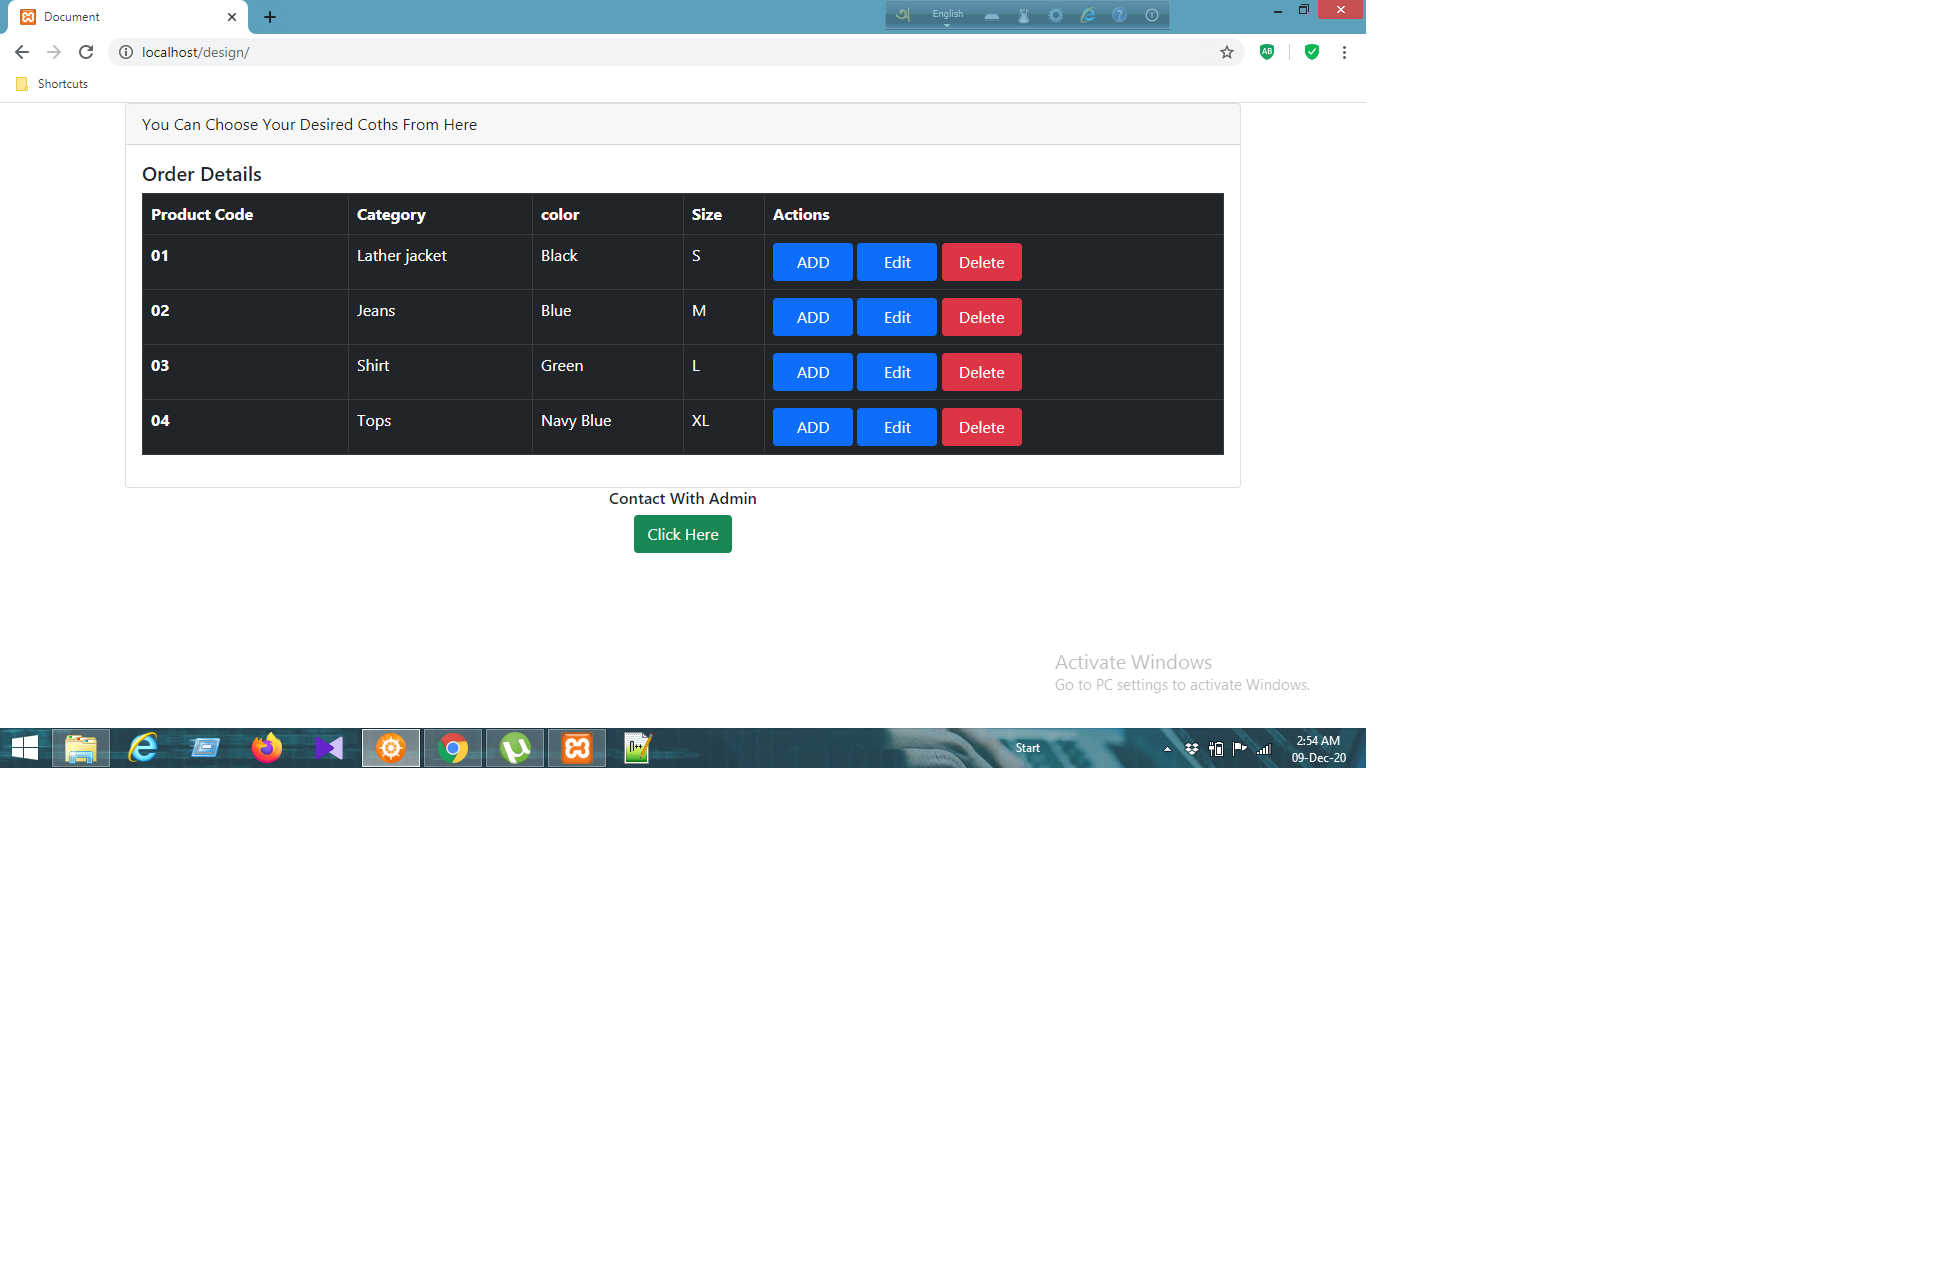 Document
English
localhost/design/
Shortcuts
You Can Choose Your Desired Coths From Here
Order Details
Product Code Category color Size Actions
01 Lather jacket Black S ADD Edit Delete
02 Jeans Blue M ADD Edit Delete
03 Shirt Green L ADD Edit Delete
04 Tops Navy Blue XL ADD Edit Delete
Contact With Admin
Click Here
Activate Windows
Go to PC settings to activate Windows.
Start
2:54 AM
09-Dec-20